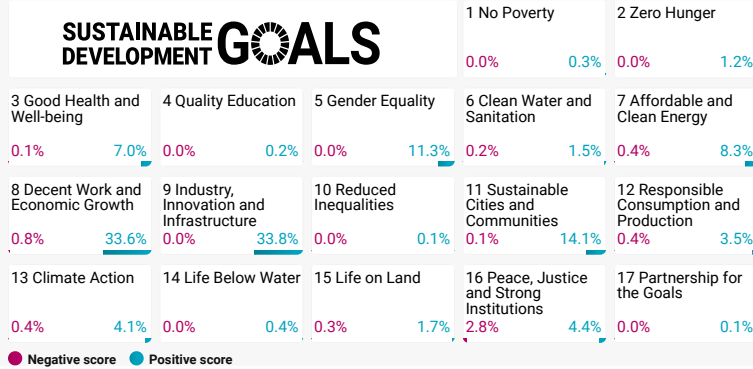 SUSTAINABLE
DEVELOPMENT
GOALS
1 No Poverty
0.0% 0.3%
2 Zero Hunger
0.0% 1.2%
3 Good Health and
Well-being
0.1% 7.0%
4 Quality Education
0.0% 0.2%
5 Gender Equality
0.0% 11.3%
6 Clean Water and
Sanitation
0.2% 1.5%
7 Affordable and
Clean Energy
0.4% 8.3%
8 Decent Work and
Economic Growth
0.8% 33.6%
9 Industry,
Innovation and
Infrastructure
0.0% 33.8%
10 Reduced
Inequalities
0.0% 0.1%
11 Sustainable
Cities and
Communities
0.1% 14.1%
12 Responsible
Consumption and
Production
0.4% 3.5%
13 Climate Action
0.4% 4.1%
14 Life Below Water
0.0% 0.4%
15 Life on Land
0.3% 1.7%
16 Peace, Justice
and Strong
Institutions
2.8% 4.4%
17 Partnership for
the Goals
0.0% 0.1%
Negative score Positive score